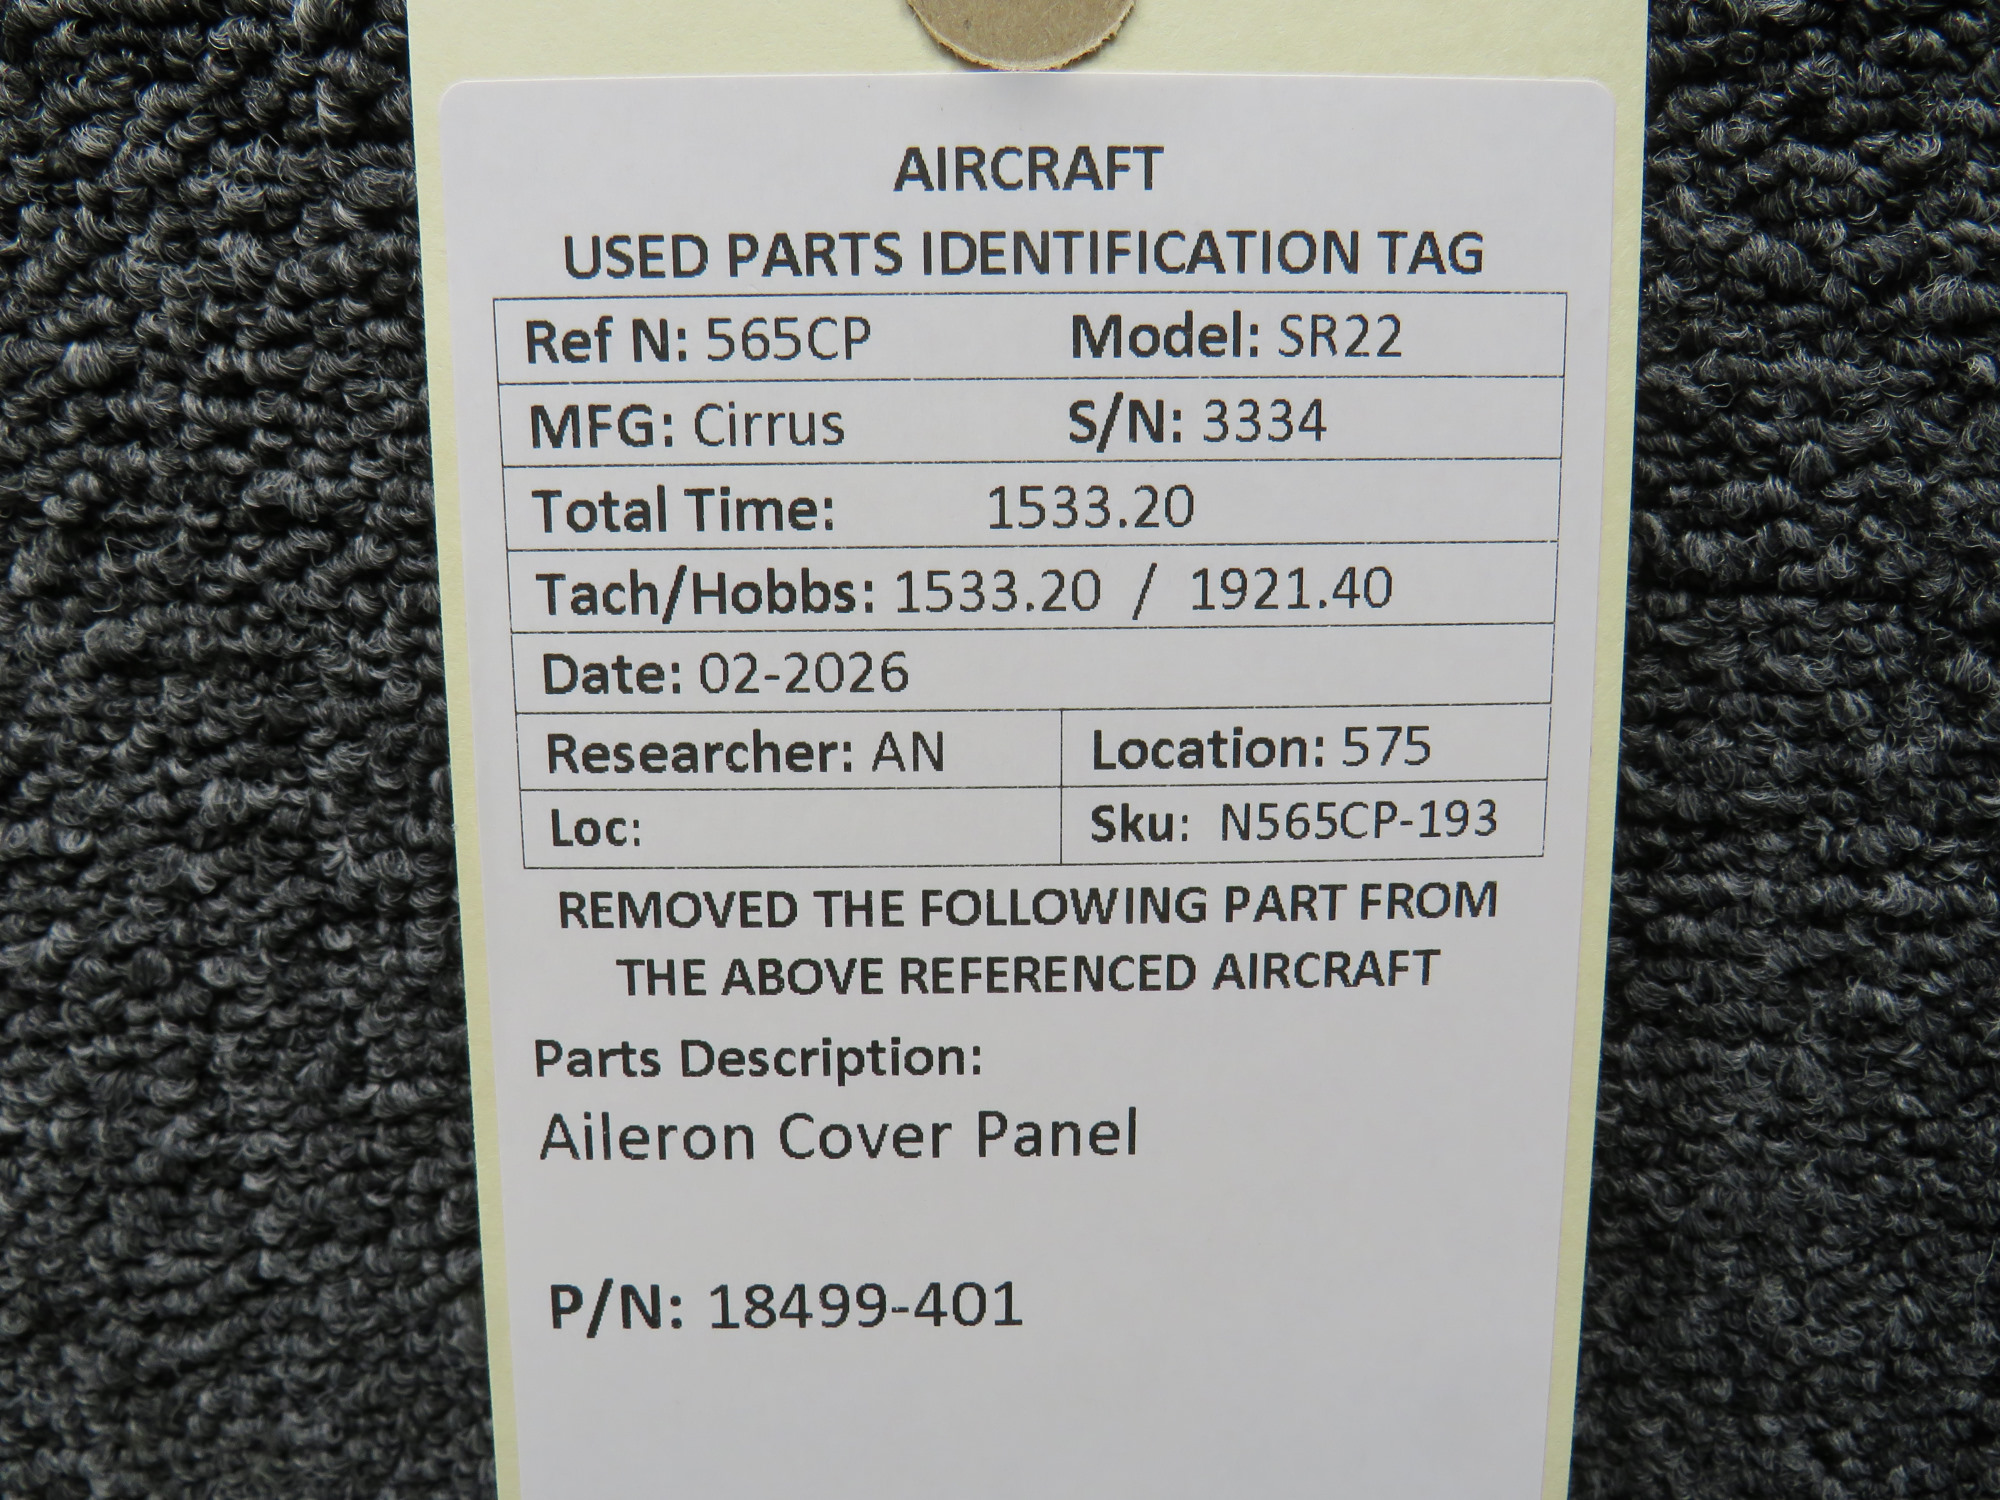 AIRCRAFT
USED PARTS IDENTIFICATION TAG
Ref N: 565CP Model: SR22
MFG: Cirrus S/N: 3334
Total Time: 1533.20
Tach/Hobbs: 1533.20 / 1921.40
Date: 02-2026
Researcher: AN Location: 575
Loc: Sku: N565CP-193
REMOVED THE FOLLOWING PART FROM
THE ABOVE REFERENCED AIRCRAFT
Parts Description:
Aileron Cover Panel
P/N: 18499-401